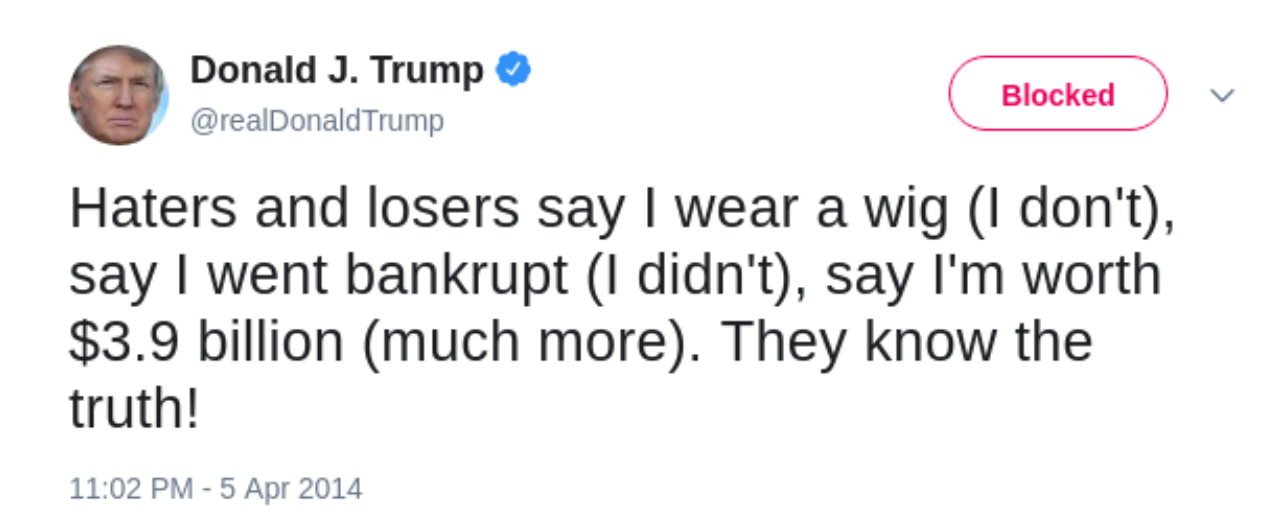 Donald J. Trump
@realDonaldTrump
Blocked
Haters and losers say I wear a wig (I don't),
say I went bankrupt (I didn't), say I'm worth
$3.9 billion (much more). They know the
truth!
11:02 PM - 5 Apr 2014